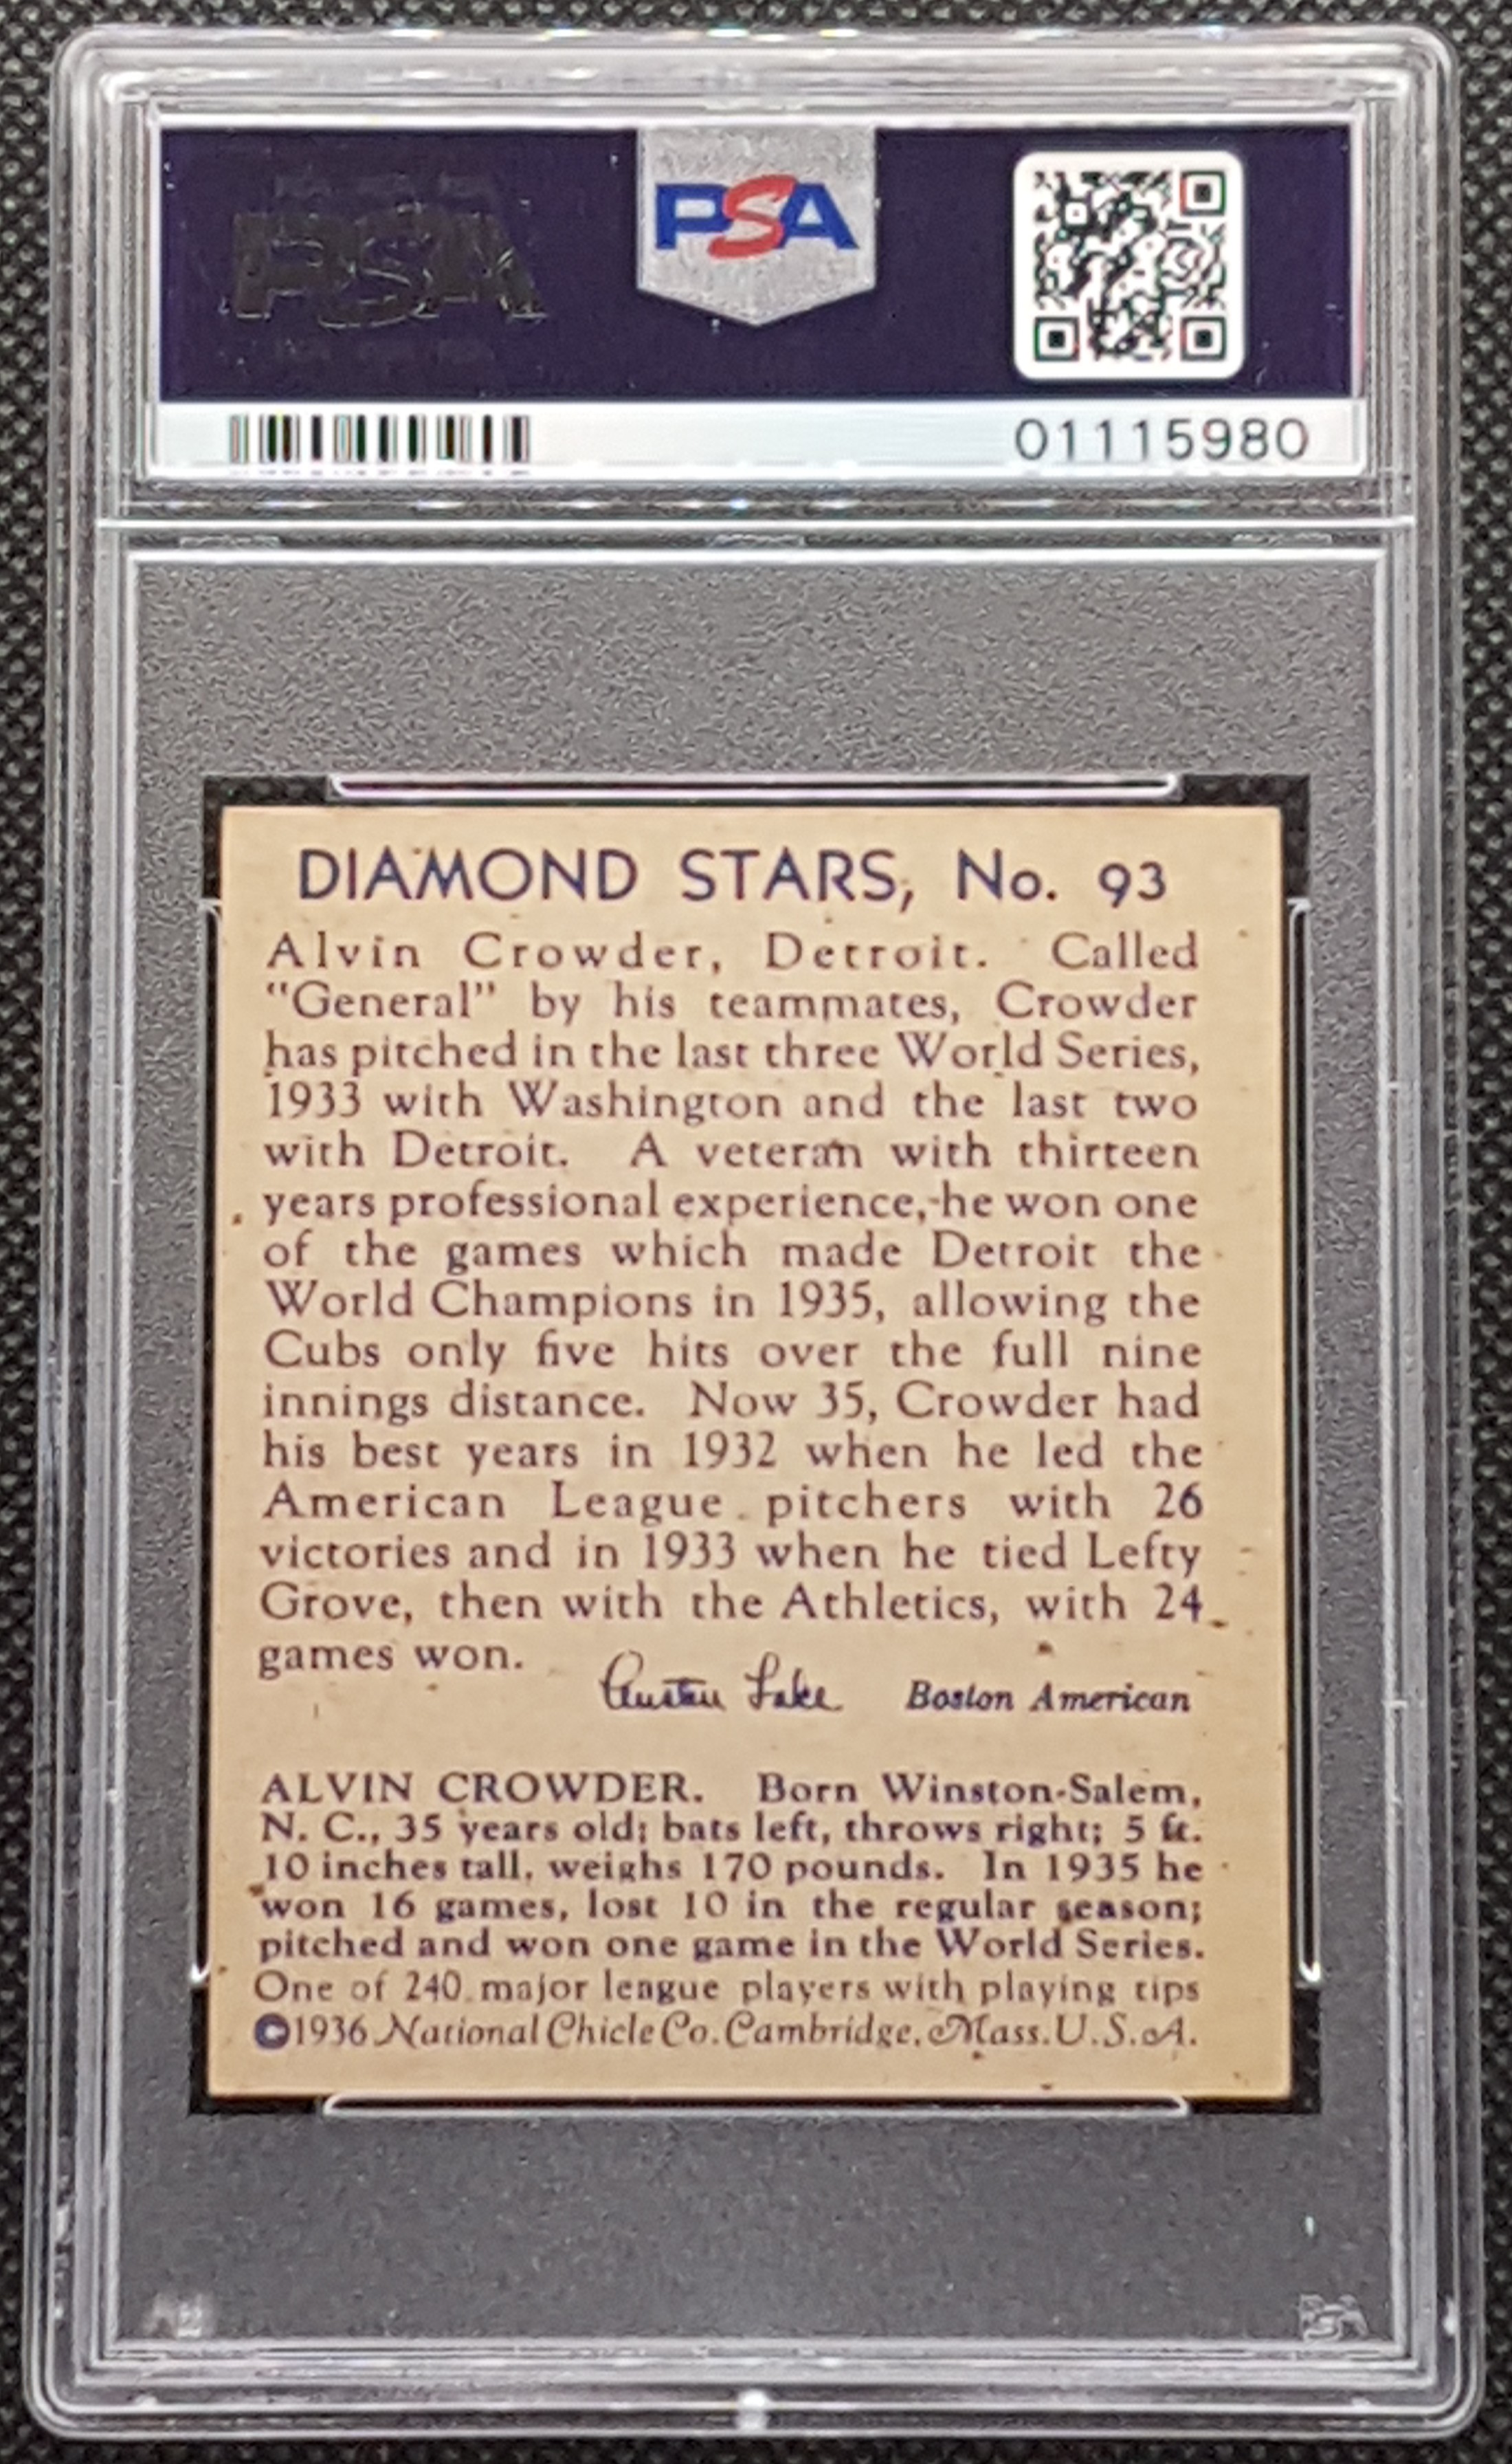 PSA
PSA
01115980
DIAMOND STARS, No. 93
Alvin Crowder, Detroit. Called
"General" by his teammates, Crowder
has pitched in the last three World Series,
1933 with Washington and the last two
with Detroit. A veteran with thirteen
years professional experience, he won one
of the games which made Detroit the
World Champions in 1935, allowing the
Cubs only five hits over the full nine
innings distance. Now 35, Crowder had
his best years in 1932 when he led the
American League pitchers with 26
victories and in 1933 when he tied Lefty
Grove, then with the Athletics, with 24
games won.
Austen Lake Boston American
ALVIN CROWDER. Born Winston-Salem,
N. C., 35 years old; bats left, throws right; 5 ft.
10 inches tall, weighs 170 pounds. In 1935 he
won 16 games, lost 10 in the regular season;
pitched and won one game in the World Series.
One of 240 major league players with playing tips
©1936 National Chicle Co. Cambridge, Mass. U.S.A.
PSA